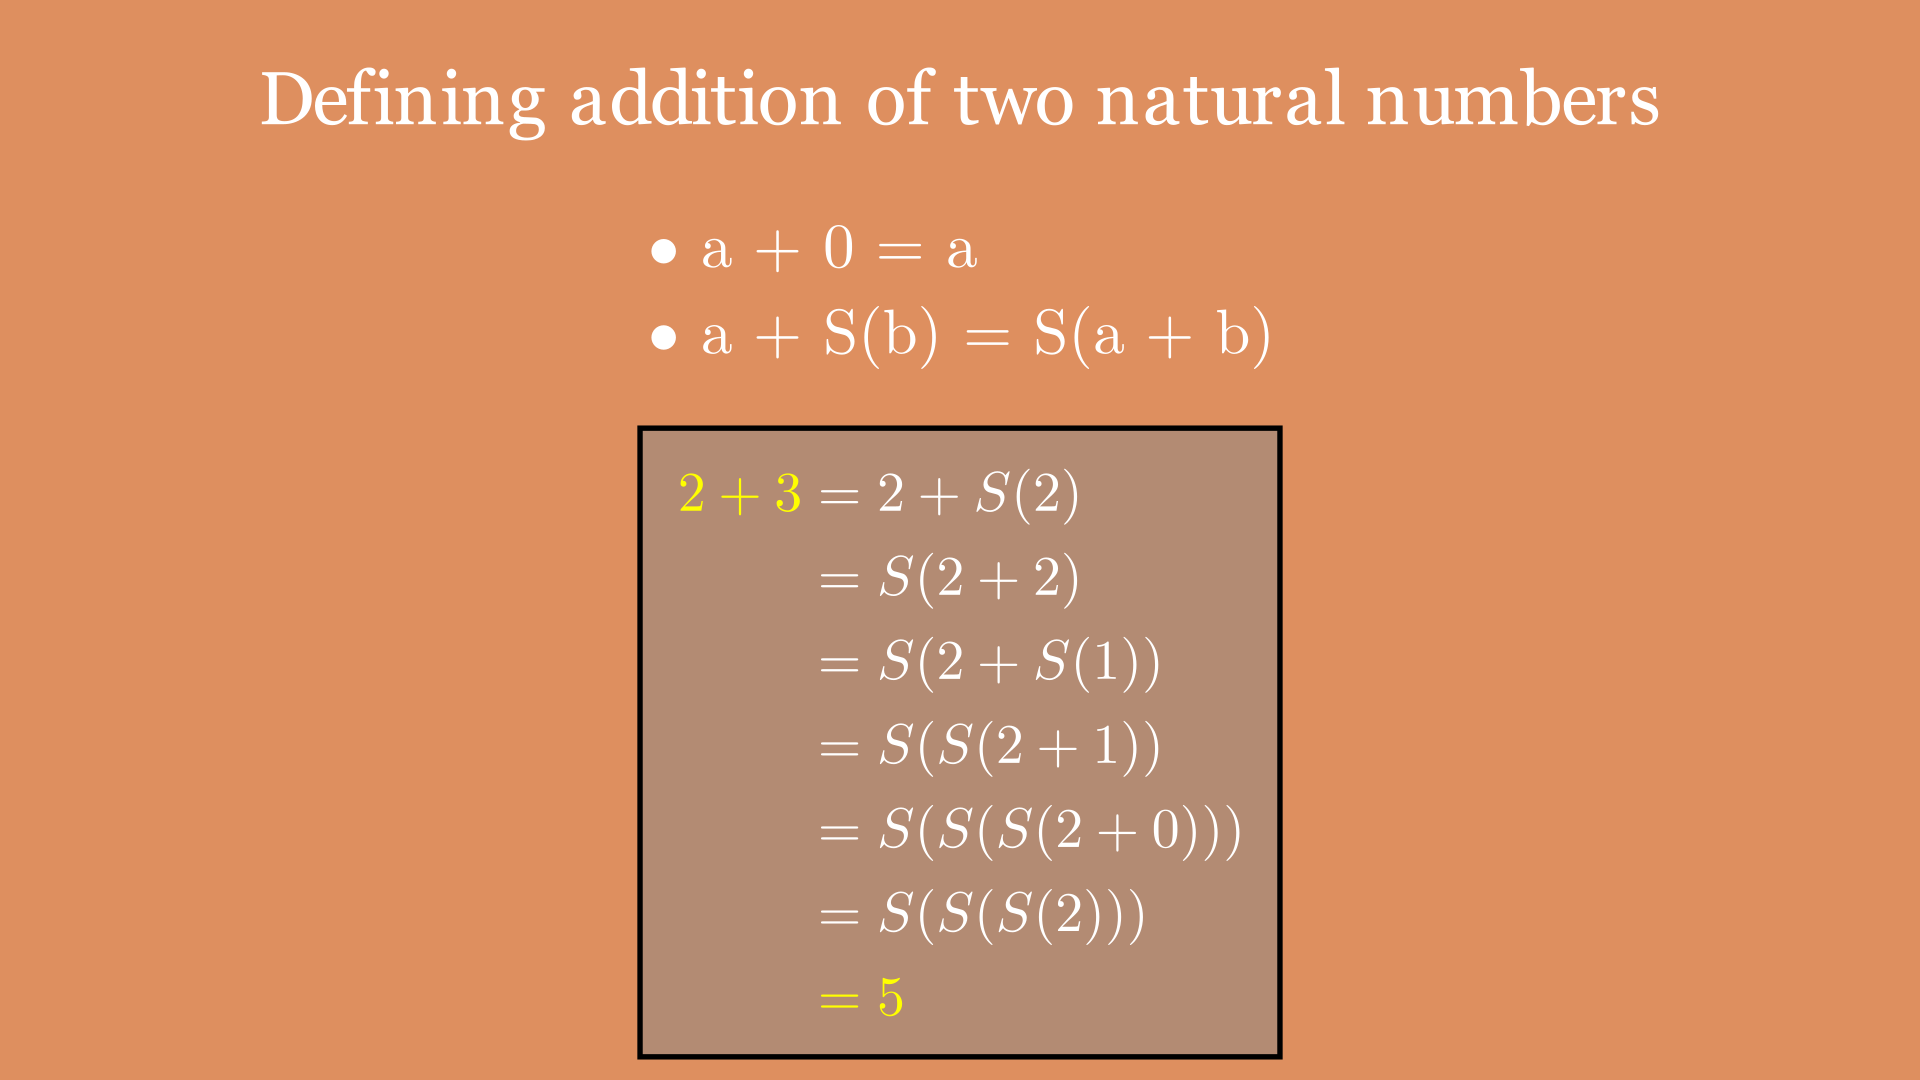 Defining addition of two natural numbers
• a + 0 = a
• a + S(b) = S(a + b)
2 + 3 = 2 + S(2)
= S(2 + 2)
= S(2 + S(1))
= S(S(2 + 1))
= S(S(S(2 + 0)))
= S(S(S(2)))
= 5